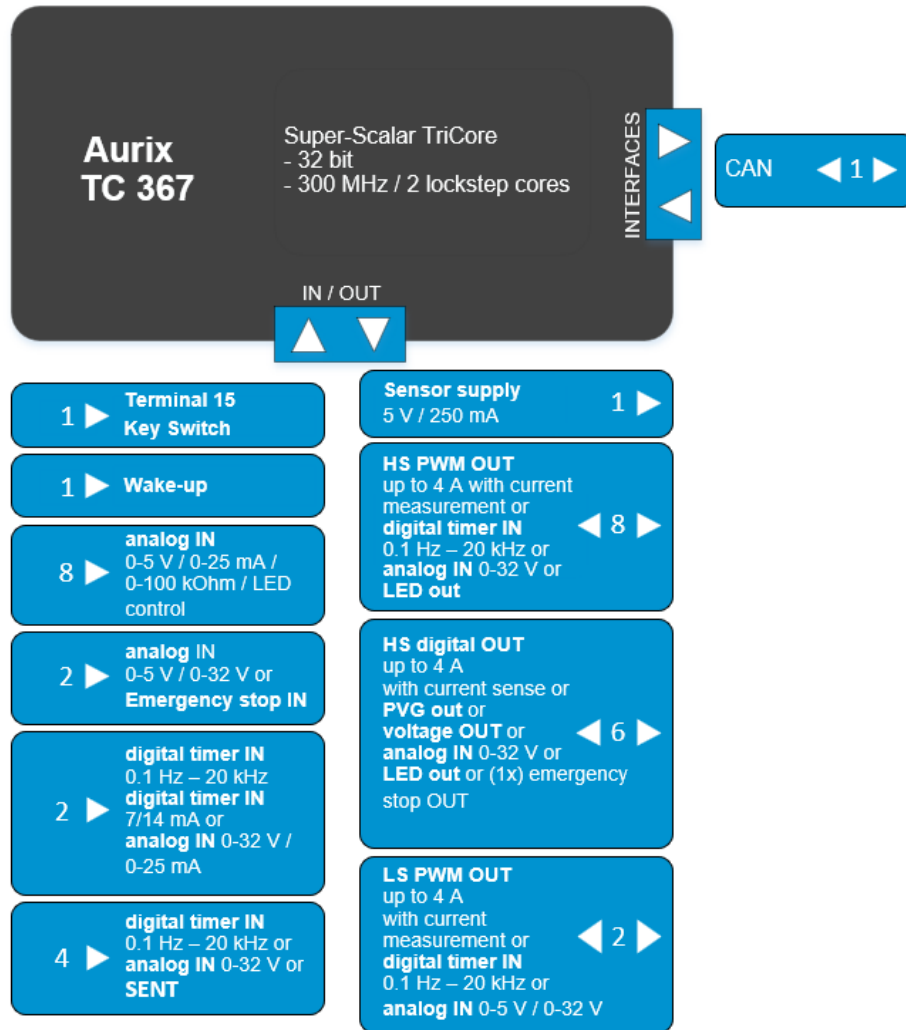 Aurix
TC 367
Super-Scalar TriCore
- 32 bit
- 300 MHz / 2 lockstep cores
INTERFACES
CAN
1
IN / OUT
1
Terminal 15
Key Switch
1
Wake-up
8
analog IN
0-5 V / 0-25 mA /
0-100 kOhm / LED
control
2
analog IN
0-5 V / 0-32 V or
Emergency stop IN
2
digital timer IN
0.1 Hz – 20 kHz
digital timer IN
7/14 mA or
analog IN 0-32 V /
0-25 mA
4
digital timer IN
0.1 Hz – 20 kHz or
analog IN 0-32 V or
SENT
Sensor supply
5 V / 250 mA
1
HS PWM OUT
up to 4 A with current
measurement or
digital timer IN
0.1 Hz – 20 kHz or
analog IN 0-32 V or
LED out
8
HS digital OUT
up to 4 A
with current sense or
PVG out or
voltage OUT or
analog IN 0-32 V or
LED out or (1x) emergency
stop OUT
6
LS PWM OUT
up to 4 A
with current
measurement or
digital timer IN
0.1 Hz – 20 kHz or
analog IN 0-5 V / 0-32 V
2